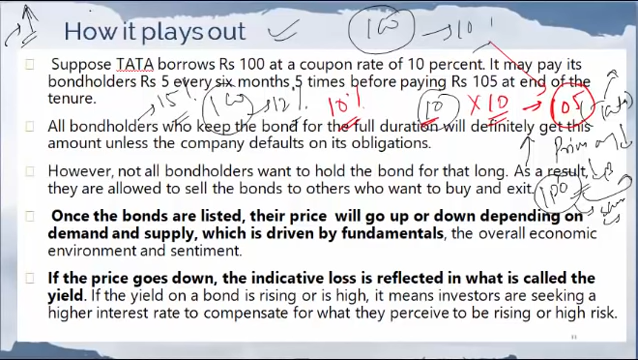 How it plays out
100 → 10%
Suppose TATA borrows Rs 100 at a coupon rate of 10 percent. It may pay its
bondholders Rs 5 every six months, 5 times before paying Rs 105 at end of the
tenure.
15% 100 → 12% 10% 10 X 10 → 105
All bondholders who keep the bond for the full duration will definitely get this
amount unless the company defaults on its obligations.
However, not all bondholders want to hold the bond for that long. As a result,
they are allowed to sell the bonds to others who want to buy and exit.
100
Once the bonds are listed, their price will go up or down depending on
demand and supply, which is driven by fundamentals, the overall economic
environment and sentiment.
If the price goes down, the indicative loss is reflected in what is called the
yield. If the yield on a bond is rising or is high, it means investors are seeking a
higher interest rate to compensate for what they perceive to be rising or high risk.